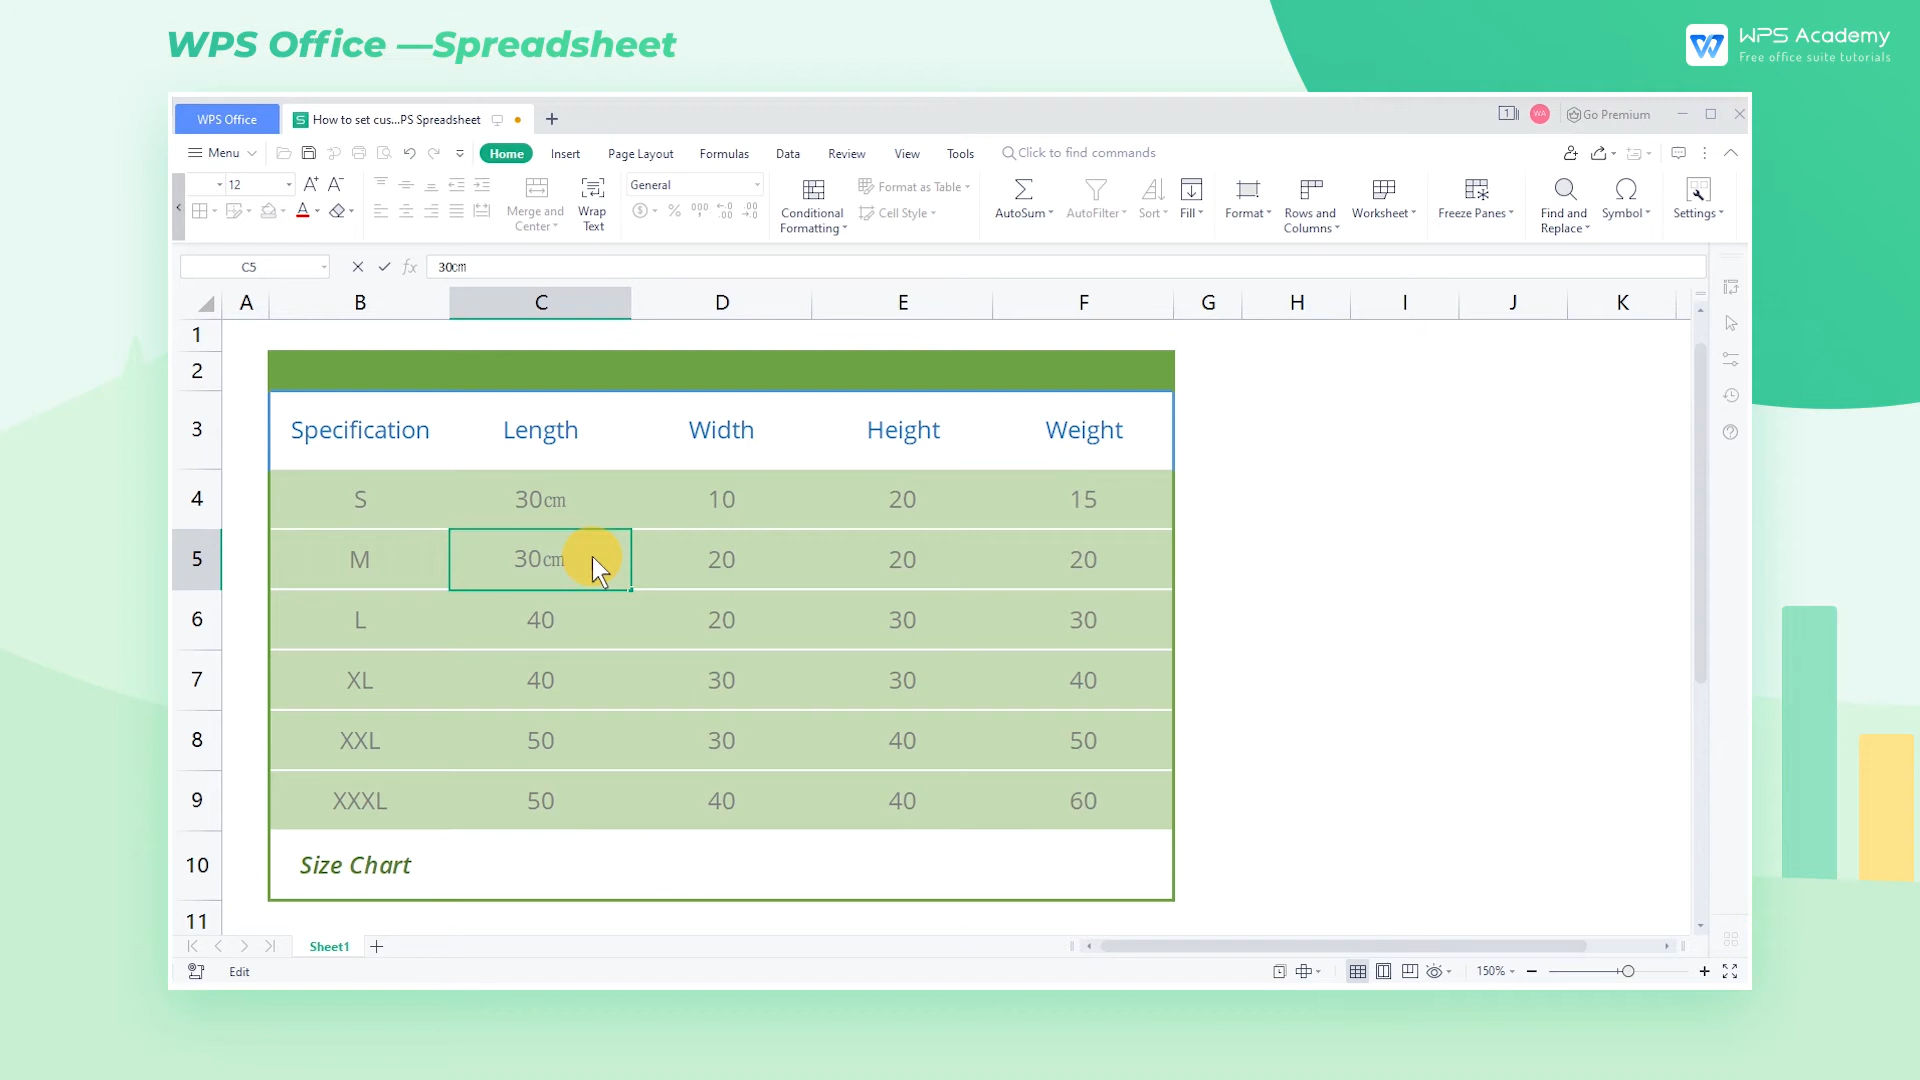 WPS Office —Spreadsheet
WPS Academy
Free office suite tutorials
WPS Office
How to set cus...PS Spreadsheet
1
WA
Go Premium
Menu
Home
Insert
Page Layout
Formulas
Data
Review
View
Tools
Click to find commands
12
General
Merge and Center
Wrap Text
Conditional Formatting
Format as Table
Cell Style
AutoSum
AutoFilter
Sort
Fill
Format
Rows and Columns
Worksheet
Freeze Panes
Find and Replace
Symbol
Settings
C5
fx
30㎝
A B C D E F G H I J K
1
2
3 Specification Length Width Height Weight
4 S 30㎝ 10 20 15
5 M 30㎝ 20 20 20
6 L 40 20 30 30
7 XL 40 30 30 40
8 XXL 50 30 40 50
9 XXXL 50 40 40 60
10 Size Chart
11
Sheet1
Edit
150%